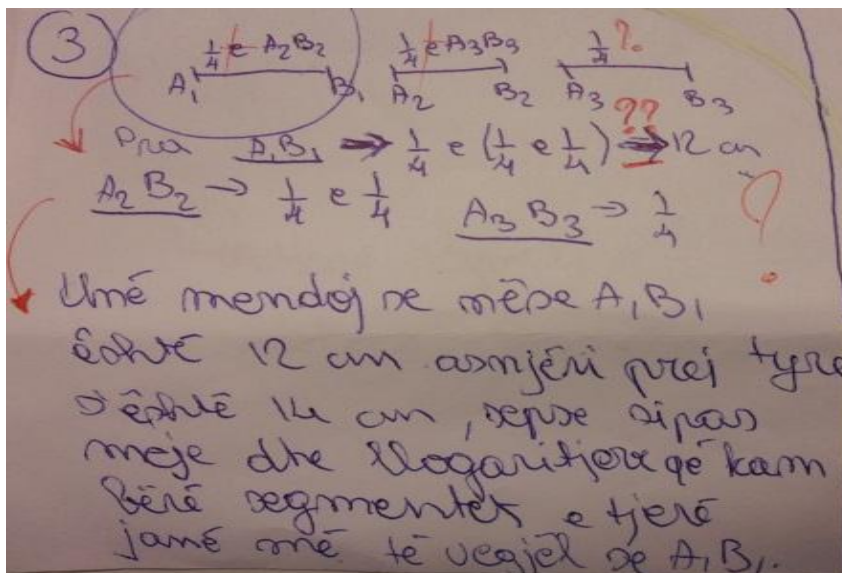 3 1/4 e A2B2 1/4 e A3B3 1/4 ?
A1 B1 A2 B2 A3 B3
Pra A1B1 → 1/4 e (1/4 e 1/4) ?? → 12 cm
A2B2 → 1/4 e 1/4 A3B3 → 1/4 ?
Unë mendoj se nëse A1B1
është 12 cm asnjëri prej tyre
s'është 14 cm, sepse sipas
meje dhe llogaritjeve që kam
bërë segmentet e tjerë
janë më të vegjël se A1B1.